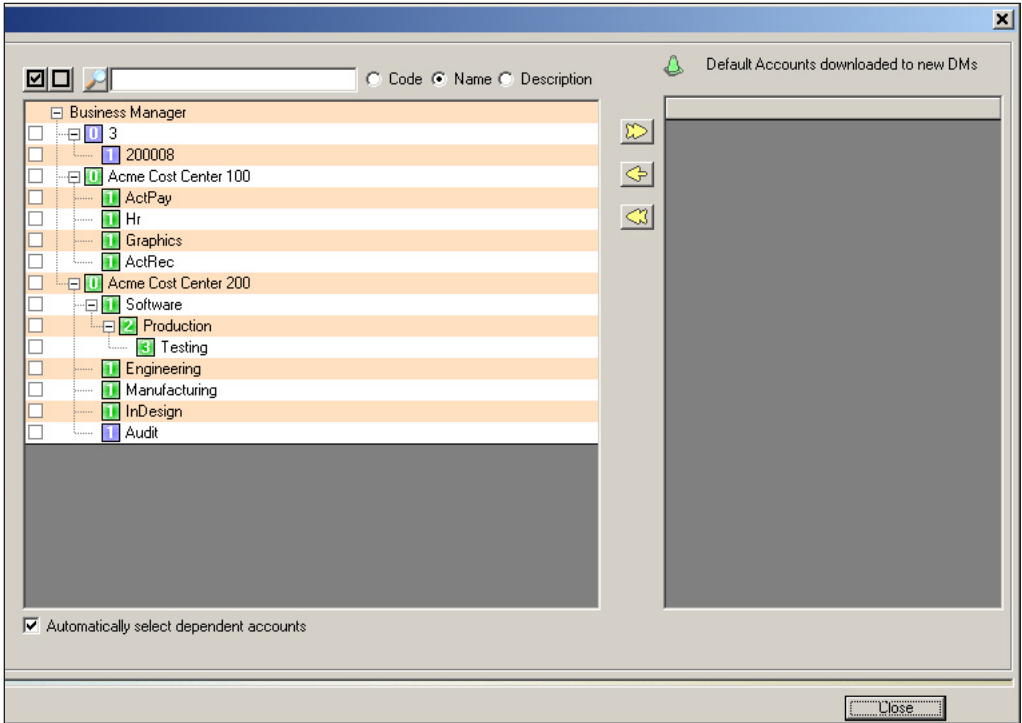 Code Name Description
Default Accounts downloaded to new DMs
Business Manager
0 3
1 200008
0 Acme Cost Center 100
1 ActPay
1 Hr
1 Graphics
1 ActRec
0 Acme Cost Center 200
1 Software
2 Production
3 Testing
1 Engineering
1 Manufacturing
1 InDesign
1 Audit
Automatically select dependent accounts
Close